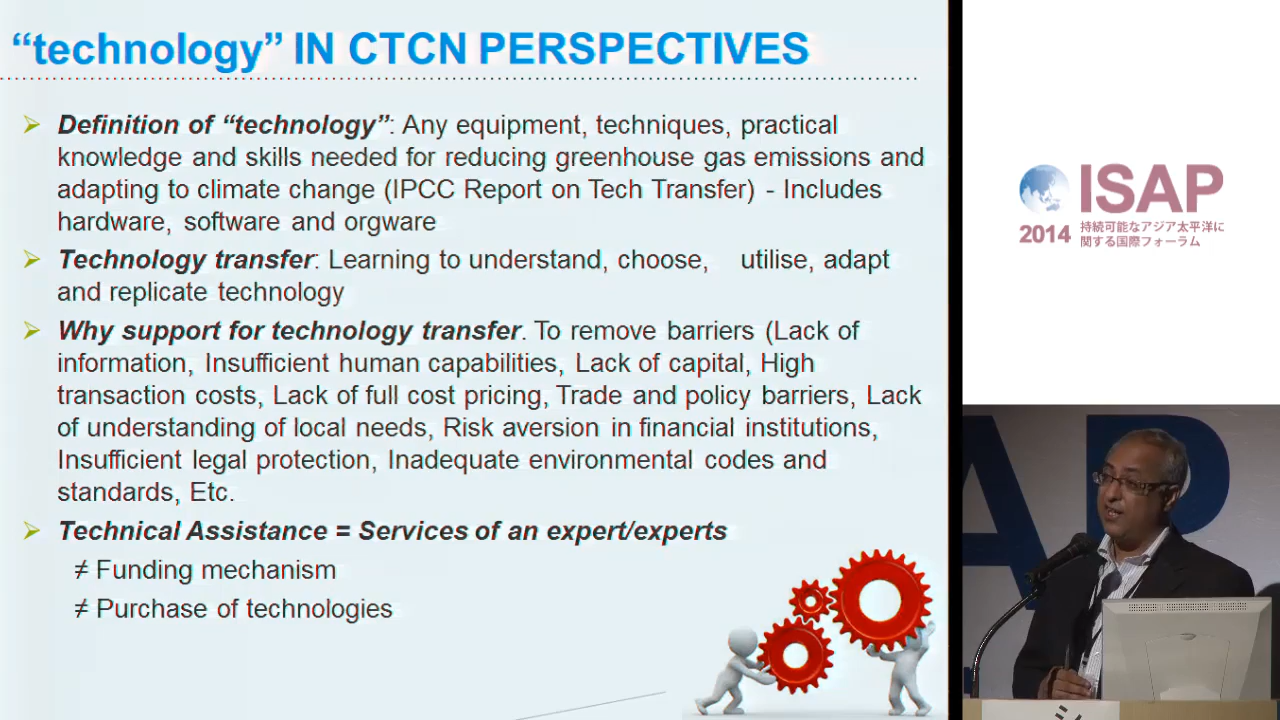 “technology” IN CTCN PERSPECTIVES
Definition of “technology”: Any equipment, techniques, practical
knowledge and skills needed for reducing greenhouse gas emissions and
adapting to climate change (IPCC Report on Tech Transfer) - Includes
hardware, software and orgware
Technology transfer: Learning to understand, choose, utilise, adapt
and replicate technology
Why support for technology transfer. To remove barriers (Lack of
information, Insufficient human capabilities, Lack of capital, High
transaction costs, Lack of full cost pricing, Trade and policy barriers, Lack
of understanding of local needs, Risk aversion in financial institutions,
Insufficient legal protection, Inadequate environmental codes and
standards, Etc.
Technical Assistance = Services of an expert/experts
≠ Funding mechanism
≠ Purchase of technologies
ISAP
2014 持続可能なアジア太平洋に
関する国際フォーラム